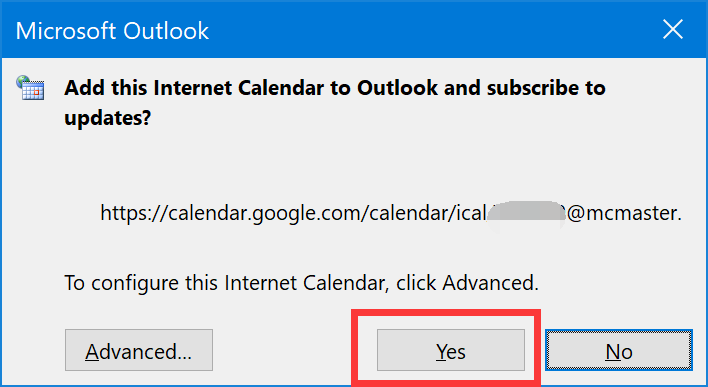 Microsoft Outlook
Add this Internet Calendar to Outlook and subscribe to
updates?
https://calendar.google.com/calendar/ical @mcmaster.
To configure this Internet Calendar, click Advanced.
Advanced... Yes No